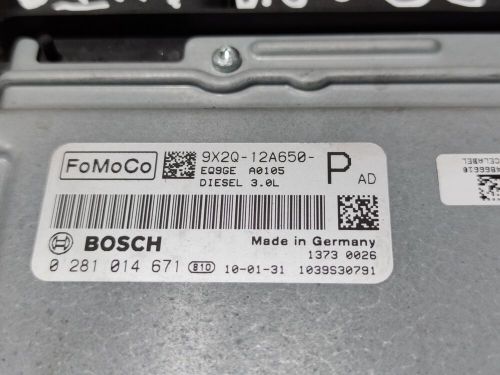 FoMoCo
9X2Q-12A650- P AD
EQ9GE A0105
DIESEL 3.0L
BOSCH
Made in Germany
1373 0026
0 281 014 671 810 10-01-31 1039S30791
CELABEL